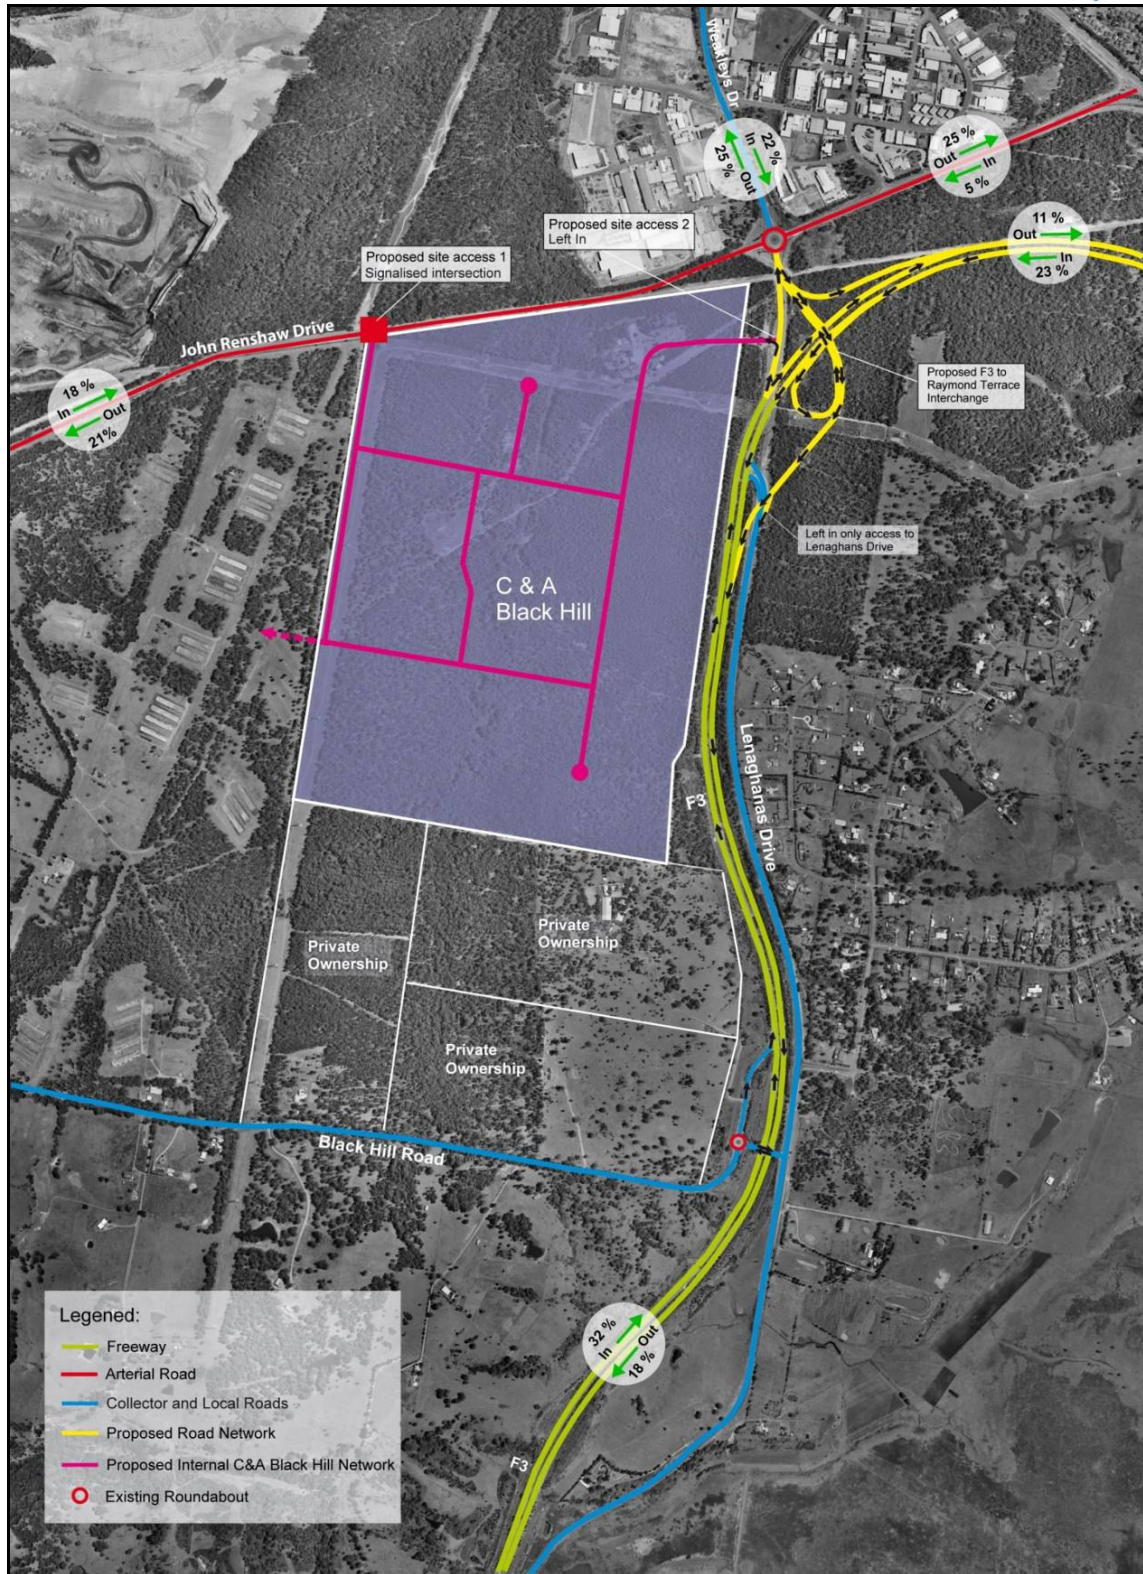 Weakleys Dr
22 %
In
Out
25 %
25 %
Out
In
5 %
11 %
Out
In
23 %
Proposed site access 2
Left In
Proposed site access 1
Signalised intersection
John Renshaw Drive
18 %
In
Out
21%
Proposed F3 to
Raymond Terrace
Interchange
Left in only access to
Lenaghans Drive
C & A
Black Hill
Lenaghanas Drive
F3
Private
Ownership
Private
Ownership
Private
Ownership
Black Hill Road
32 %
In
Out
18 %
F3
Legened:
Freeway
Arterial Road
Collector and Local Roads
Proposed Road Network
Proposed Internal C&A Black Hill Network
Existing Roundabout